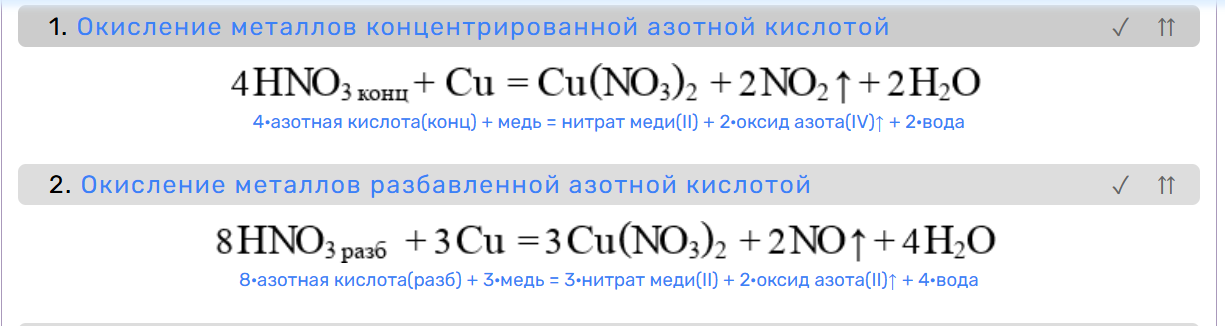 1. Окисление металлов концентрированной азотной кислотой ✓ ⇈
4HNO₃ конц + Cu = Cu(NO₃)₂ + 2NO₂↑ + 2H₂O
4·азотная кислота(конц) + медь = нитрат меди(II) + 2·оксид азота(IV)↑ + 2·вода
2. Окисление металлов разбавленной азотной кислотой ✓ ⇈
8HNO₃ разб + 3Cu = 3Cu(NO₃)₂ + 2NO↑ + 4H₂O
8·азотная кислота(разб) + 3·медь = 3·нитрат меди(II) + 2·оксид азота(II)↑ + 4·вода